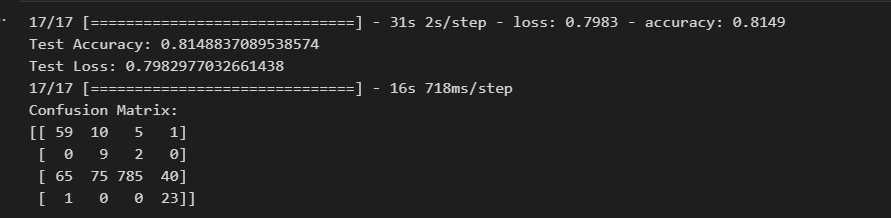 17/17 [==============================] - 31s 2s/step - loss: 0.7983 - accuracy: 0.8149
Test Accuracy: 0.8148837089538574
Test Loss: 0.7982977032661438
17/17 [==============================] - 16s 718ms/step
Confusion Matrix:
[[ 59  10   5   1]
 [  0   9   2   0]
 [ 65  75 785  40]
 [  1   0   0  23]]